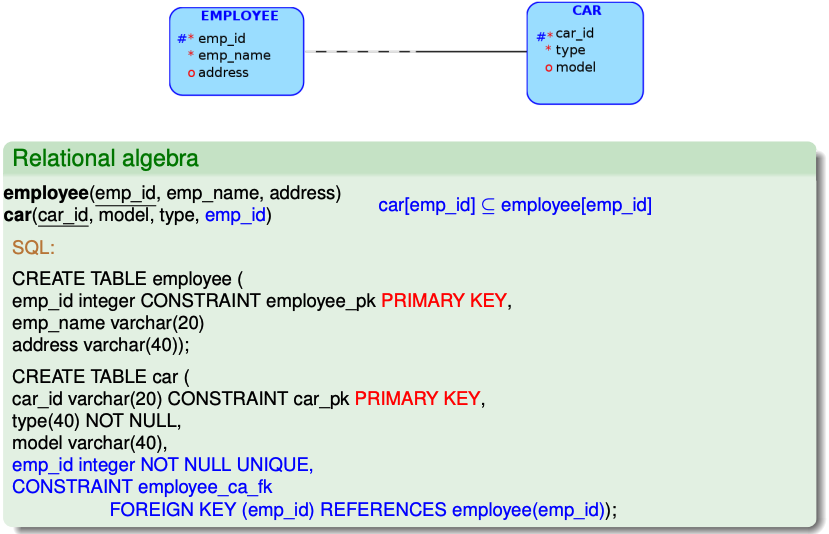 EMPLOYEE
#* emp_id
* emp_name
o address
CAR
#* car_id
* type
o model
Relational algebra
employee(emp_id, emp_name, address)
car(car_id, model, type, emp_id)
car[emp_id] ⊆ employee[emp_id]
SQL:
CREATE TABLE employee (
emp_id integer CONSTRAINT employee_pk PRIMARY KEY,
emp_name varchar(20)
address varchar(40));
CREATE TABLE car (
car_id varchar(20) CONSTRAINT car_pk PRIMARY KEY,
type(40) NOT NULL,
model varchar(40),
emp_id integer NOT NULL UNIQUE,
CONSTRAINT employee_ca_fk
FOREIGN KEY (emp_id) REFERENCES employee(emp_id));